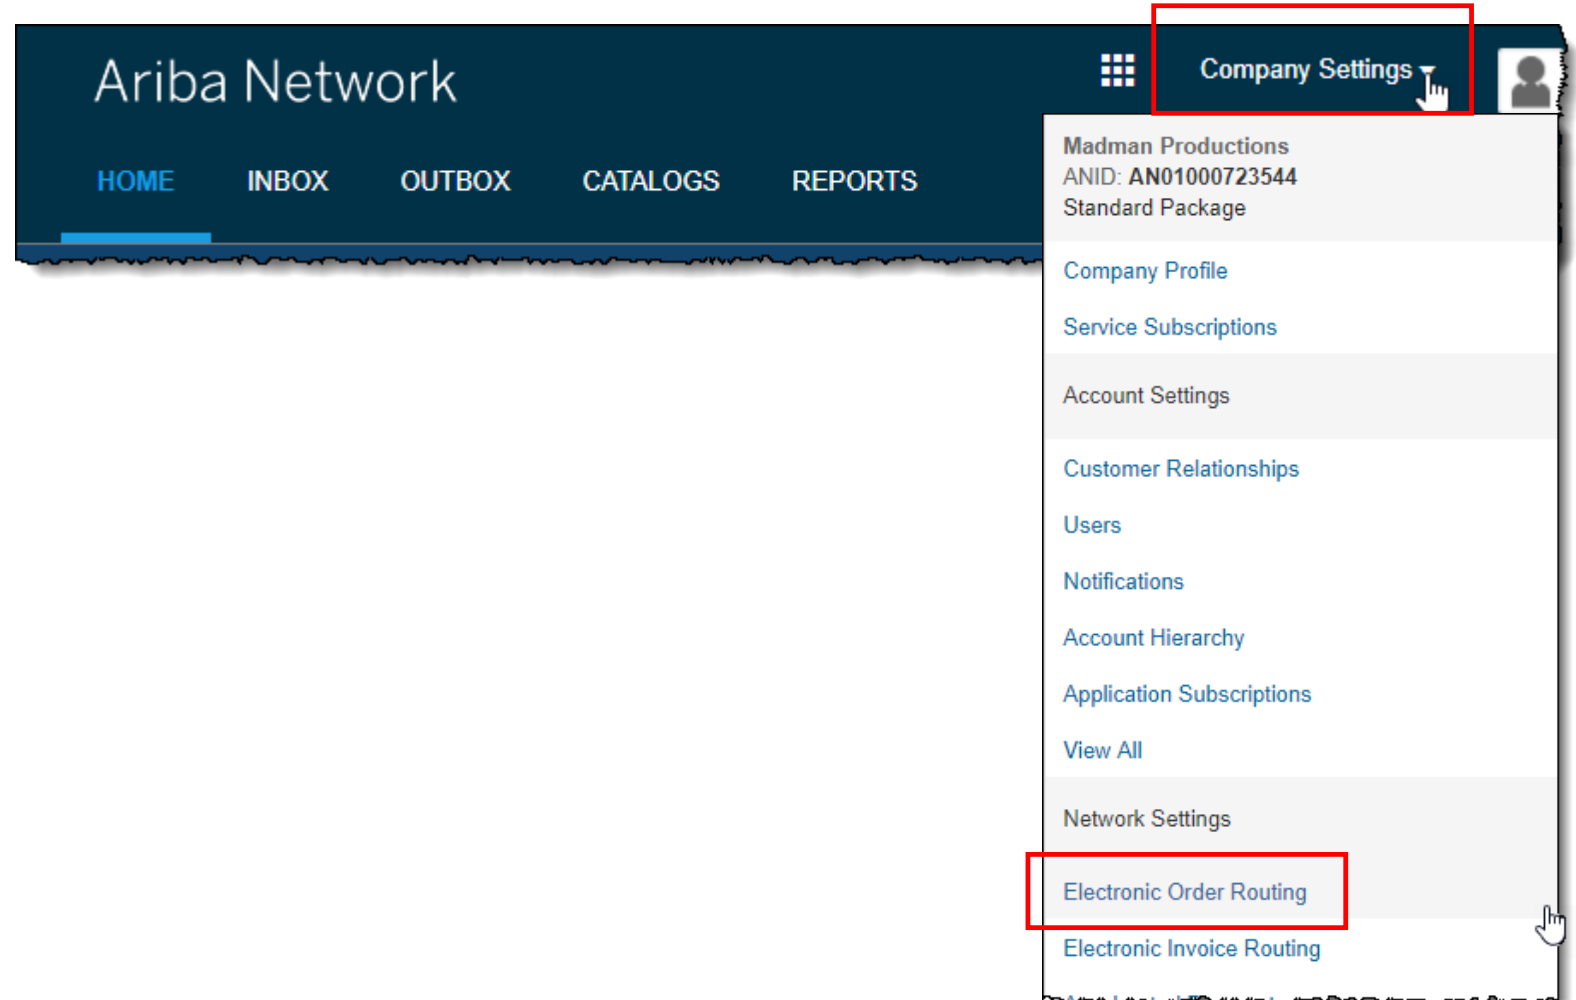 Ariba Network
Company Settings
HOME INBOX OUTBOX CATALOGS REPORTS
Madman Productions
ANID: AN01000723544
Standard Package
Company Profile
Service Subscriptions
Account Settings
Customer Relationships
Users
Notifications
Account Hierarchy
Application Subscriptions
View All
Network Settings
Electronic Order Routing
Electronic Invoice Routing